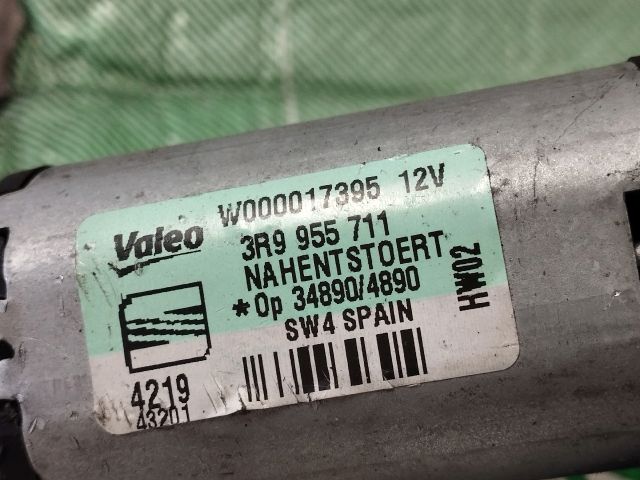 W000017395 12V
Valeo
3R9 955 711
NAHENTSTOERT
*Op 34890/4890
SW4 SPAIN
HW02
4219
43201